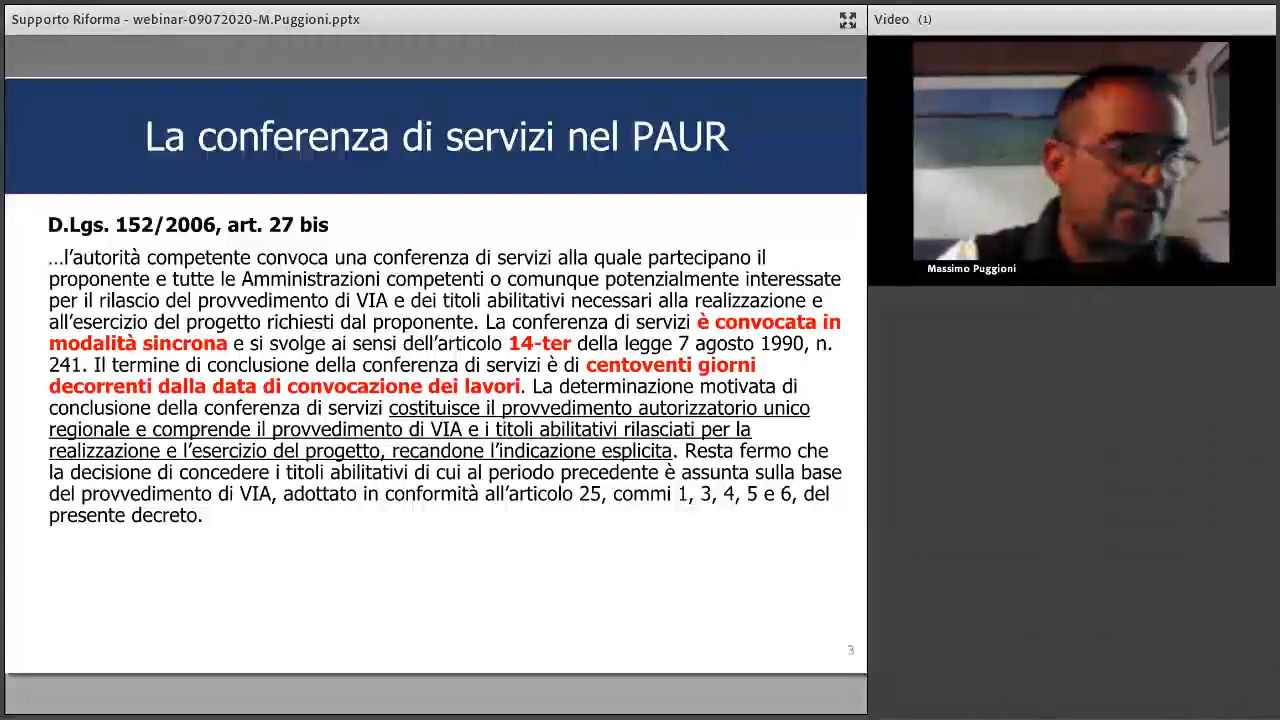 Supporto Riforma - webinar-09072020-M.Puggioni.pptx
Video (1)
La conferenza di servizi nel PAUR
D.Lgs. 152/2006, art. 27 bis
…l’autorità competente convoca una conferenza di servizi alla quale partecipano il
proponente e tutte le Amministrazioni competenti o comunque potenzialmente interessate
per il rilascio del provvedimento di VIA e dei titoli abilitativi necessari alla realizzazione e
all’esercizio del progetto richiesti dal proponente. La conferenza di servizi è convocata in
modalità sincrona e si svolge ai sensi dell’articolo 14-ter della legge 7 agosto 1990, n.
241. Il termine di conclusione della conferenza di servizi è di centoventi giorni
decorrenti dalla data di convocazione dei lavori. La determinazione motivata di
conclusione della conferenza di servizi costituisce il provvedimento autorizzatorio unico
regionale e comprende il provvedimento di VIA e i titoli abilitativi rilasciati per la
realizzazione e l’esercizio del progetto, recandone l’indicazione esplicita. Resta fermo che
la decisione di concedere i titoli abilitativi di cui al periodo precedente è assunta sulla base
del provvedimento di VIA, adottato in conformità all’articolo 25, commi 1, 3, 4, 5 e 6, del
presente decreto.
3
Massimo Puggioni